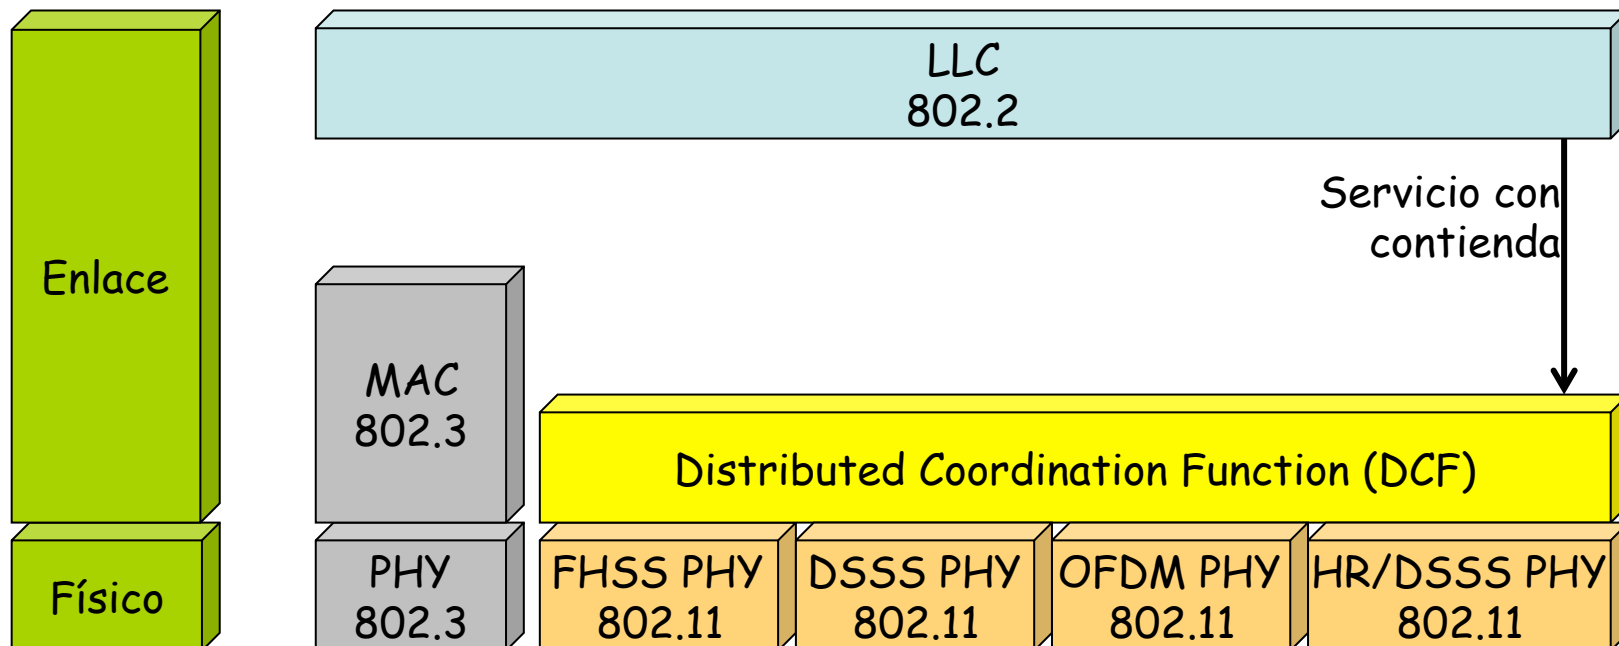 LLC
802.2
Servicio con
contienda
Enlace
MAC
802.3
Distributed Coordination Function (DCF)
Físico
PHY
802.3
FHSS PHY
802.11
DSSS PHY
802.11
OFDM PHY
802.11
HR/DSSS PHY
802.11